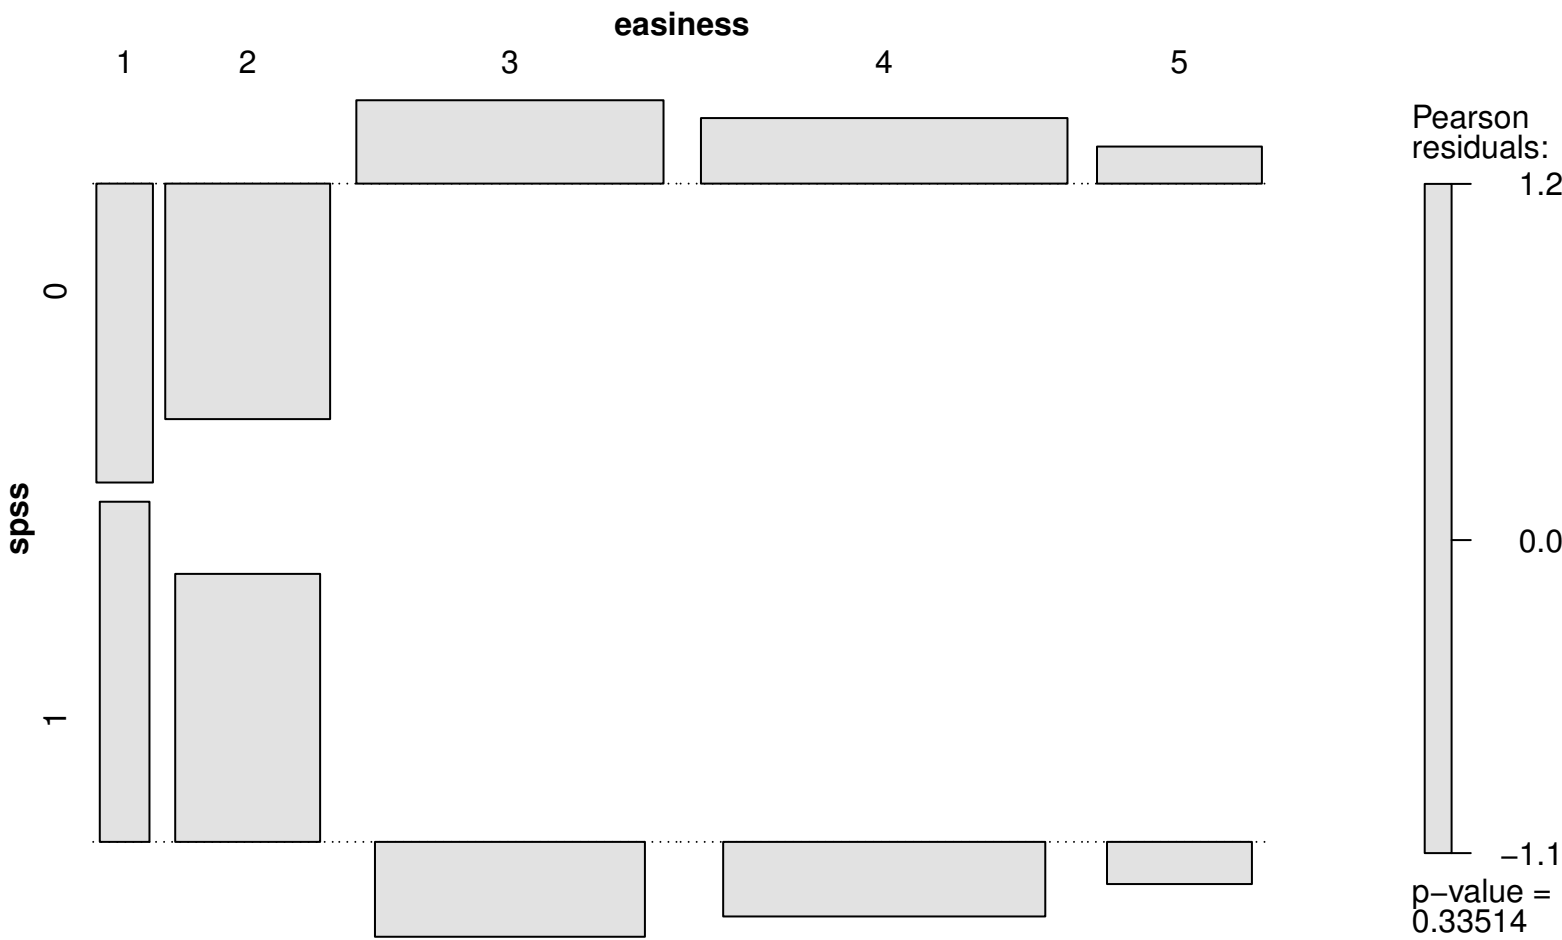 easiness
1 2 3 4 5
Pearson
residuals:
1.2
0
spss
0.0
1
−1.1
p−value =
0.33514